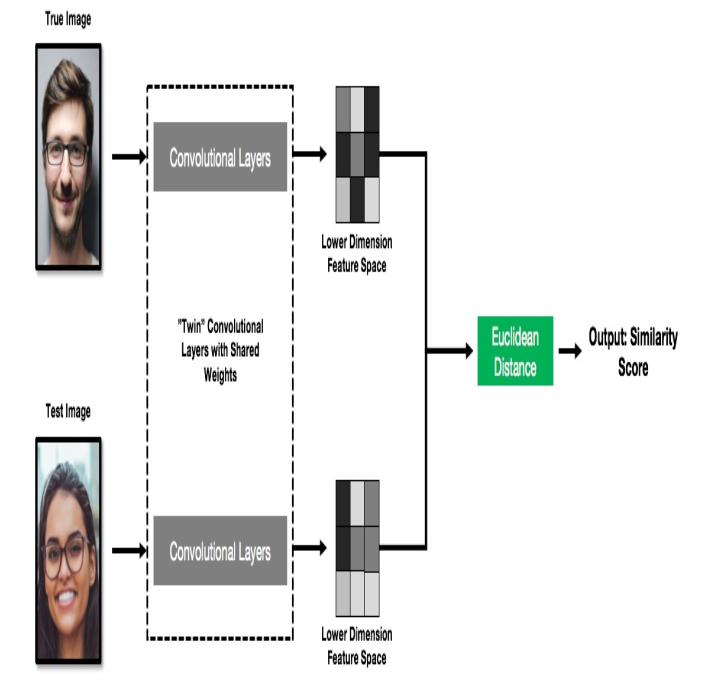 True Image
Convolutional Layers
Lower Dimension
Feature Space
"Twin" Convolutional
Layers with Shared
Weights
Euclidean
Distance
Output: Similarity
Score
Test Image
Convolutional Layers
Lower Dimension
Feature Space